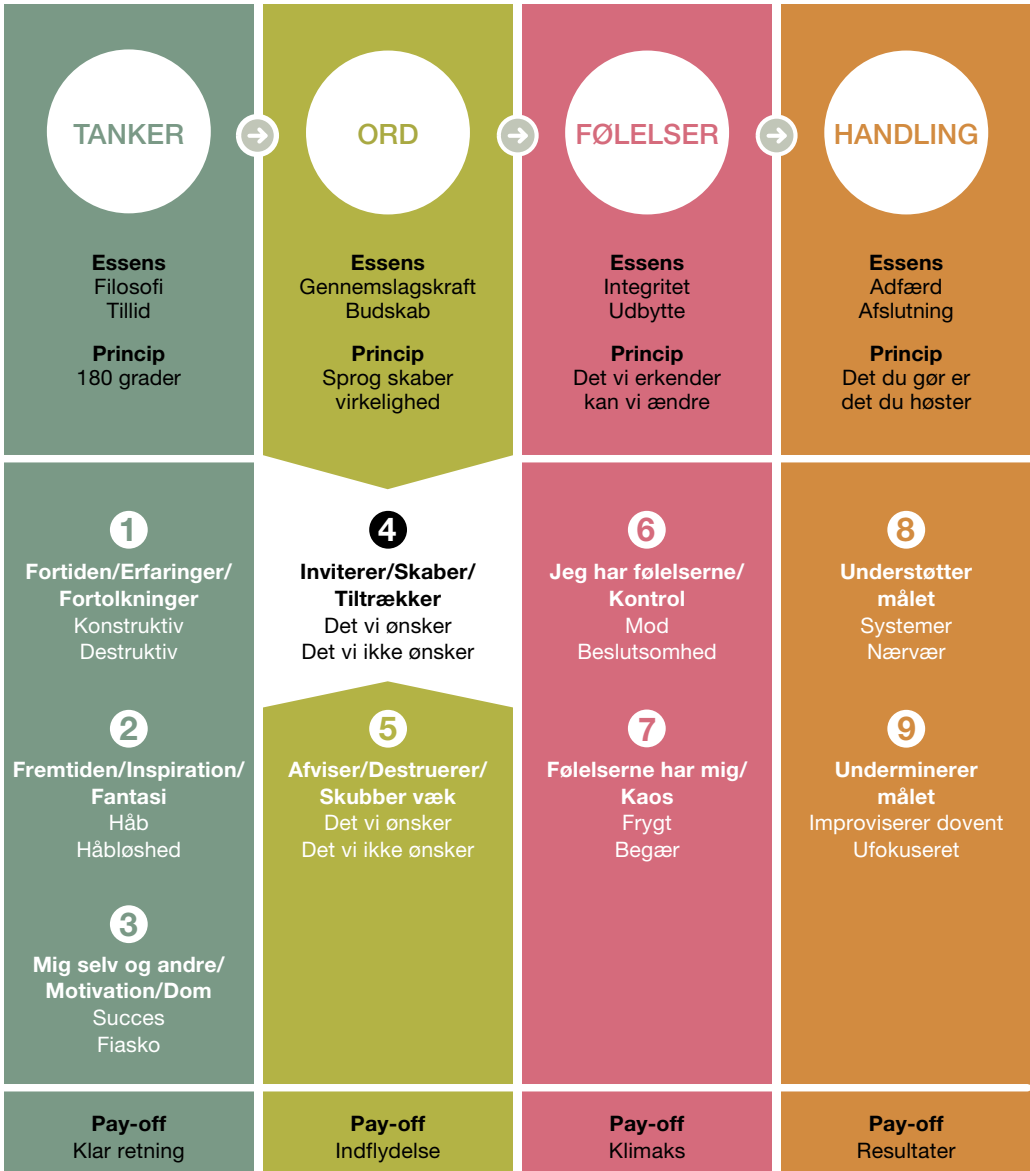 TANKER
Essens
Filosofi
Tillid
Princip
180 grader
1
Fortiden/Erfaringer/
Fortolkninger
Konstruktiv
Destruktiv
2
Fremtiden/Inspiration/
Fantasi
Håb
Håbløshed
3
Mig selv og andre/
Motivation/Dom
Succes
Fiasko
Pay-off
Klar retning
ORD
Essens
Gennemslagskraft
Budskab
Princip
Sprog skaber
virkelighed
4
Inviterer/Skaber/
Tiltrækker
Det vi ønsker
Det vi ikke ønsker
5
Afviser/Destruerer/
Skubber væk
Det vi ønsker
Det vi ikke ønsker
Pay-off
Indflydelse
FØLELSER
Essens
Integritet
Udbytte
Princip
Det vi erkender
kan vi ændre
6
Jeg har følelserne/
Kontrol
Mod
Beslutsomhed
7
Følelserne har mig/
Kaos
Frygt
Begær
Pay-off
Klimaks
HANDLING
Essens
Adfærd
Afslutning
Princip
Det du gør er
det du høster
8
Understøtter
målet
Systemer
Nærvær
9
Underminerer
målet
Improviserer dovent
Ufokuseret
Pay-off
Resultater